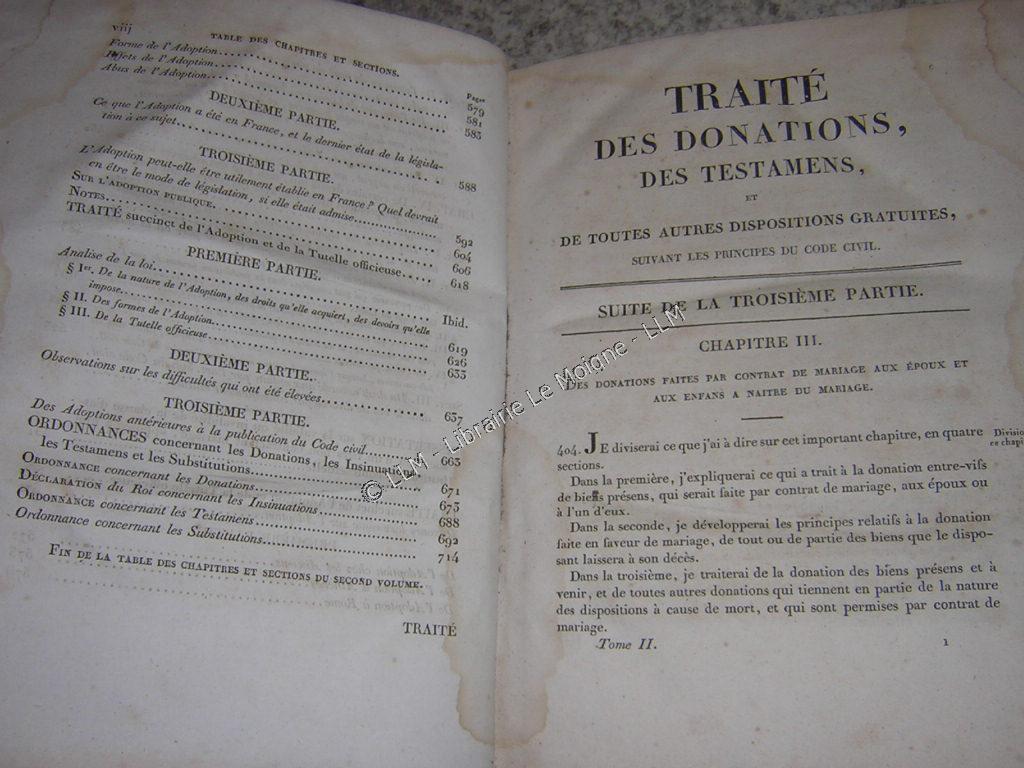 viij TABLE DES CHAPITRES ET SECTIONS.
Pages
Forme de l'Adoption 579
Effets de l'Adoption 581
Abus de l'Adoption 583
DEUXIÈME PARTIE.
Ce que l'Adoption a été en France, et le dernier état de la législa-
tion à ce sujet 588
TROISIÈME PARTIE.
L'Adoption peut-elle être utilement établie en France? Quel devrait
en être le mode de législation, si elle était admise 592
SUR L'ADOPTION PUBLIQUE. 604
NOTES 606
TRAITÉ succinct de l'Adoption et de la Tutelle officieuse 618
PREMIÈRE PARTIE.
Analise de la loi. Ibid.
§ Ier. De la nature de l'Adoption, des droits qu'elle acquiert, des devoirs qu'elle
impose 619
§ II. Des formes de l'Adoption 626
§ III. De la Tutelle officieuse 633
DEUXIÈME PARTIE.
Observations sur les difficultés qui ont été élevées 637
TROISIÈME PARTIE.
Des Adoptions antérieures à la publication du Code civil 663
ORDONNANCES concernant les Donations, les Insinuations,
les Testamens et les Substitutions 671
ORDONNANCE concernant les Donations 673
DÉCLARATION du Roi concernant les Insinuations 688
ORDONNANCE concernant les Testamens 692
Ordonnance concernant les Substitutions 714
FIN DE LA TABLE DES CHAPITRES ET SECTIONS DU SECOND VOLUME.
TRAITÉ
TRAITÉ
DES DONATIONS,
DES TESTAMENS,
ET
DE TOUTES AUTRES DISPOSITIONS GRATUITES,
SUIVANT LES PRINCIPES DU CODE CIVIL.
SUITE DE LA TROISIÈME PARTIE.
CHAPITRE III.
DES DONATIONS FAITES PAR CONTRAT DE MARIAGE AUX ÉPOUX ET
AUX ENFANS A NAITRE DU MARIAGE.
404. JE diviserai ce que j'ai à dire sur cet important chapitre, en quatre
sections.
Divisio
ce chapi
Dans la première, j'expliquerai ce qui a trait à la donation entre-vifs
de biens présens, qui serait faite par contrat de mariage, aux époux ou
à l'un d'eux.
Dans la seconde, je développerai les principes relatifs à la donation
faite en faveur de mariage, de tout ou de partie des biens que le dispo-
sant laissera à son décès.
Dans la troisième, je traiterai de la donation des biens présens et à
venir, et de toutes autres donations qui tiennent en partie de la nature
des dispositions à cause de mort, et qui sont permises par contrat de
mariage.
Tome II. 1
© LLM - Librairie Le Moigne - LLM